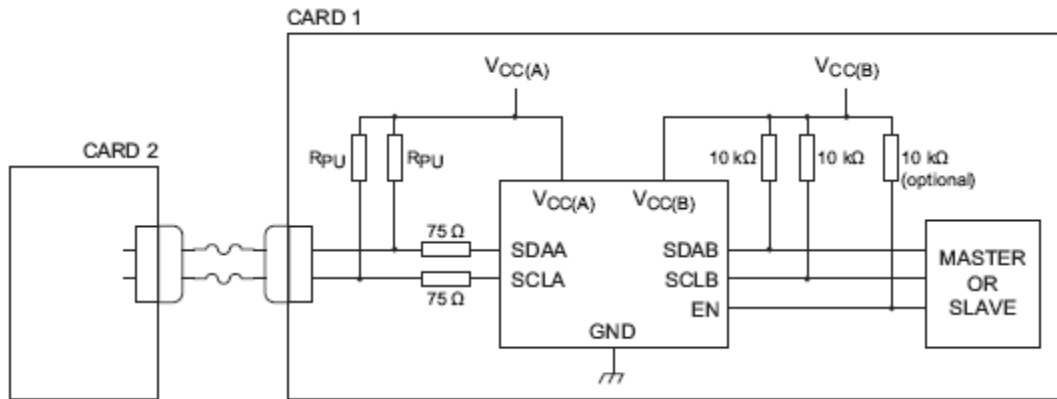 CARD 1
VCC(A)
VCC(B)
CARD 2
RPU
RPU
10 kΩ
10 kΩ
10 kΩ
(optional)
VCC(A)
VCC(B)
75 Ω
SDAA
SDAB
MASTER
OR
SLAVE
SCLA
SCLB
75 Ω
EN
GND